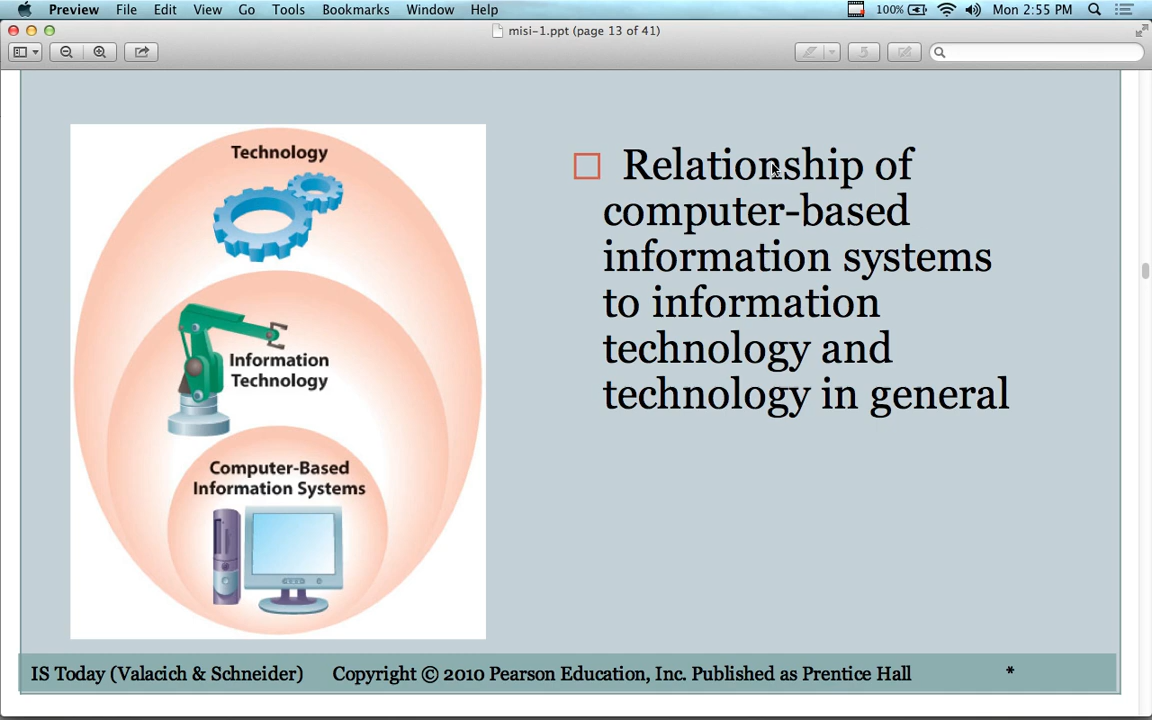 Preview File Edit View Go Tools Bookmarks Window Help 100% Mon 2:55 PM
misi-1.ppt (page 13 of 41)
Technology
Information
Technology
Computer-Based
Information Systems
Relationship of
computer-based
information systems
to information
technology and
technology in general
IS Today (Valacich & Schneider) Copyright © 2010 Pearson Education, Inc. Published as Prentice Hall *